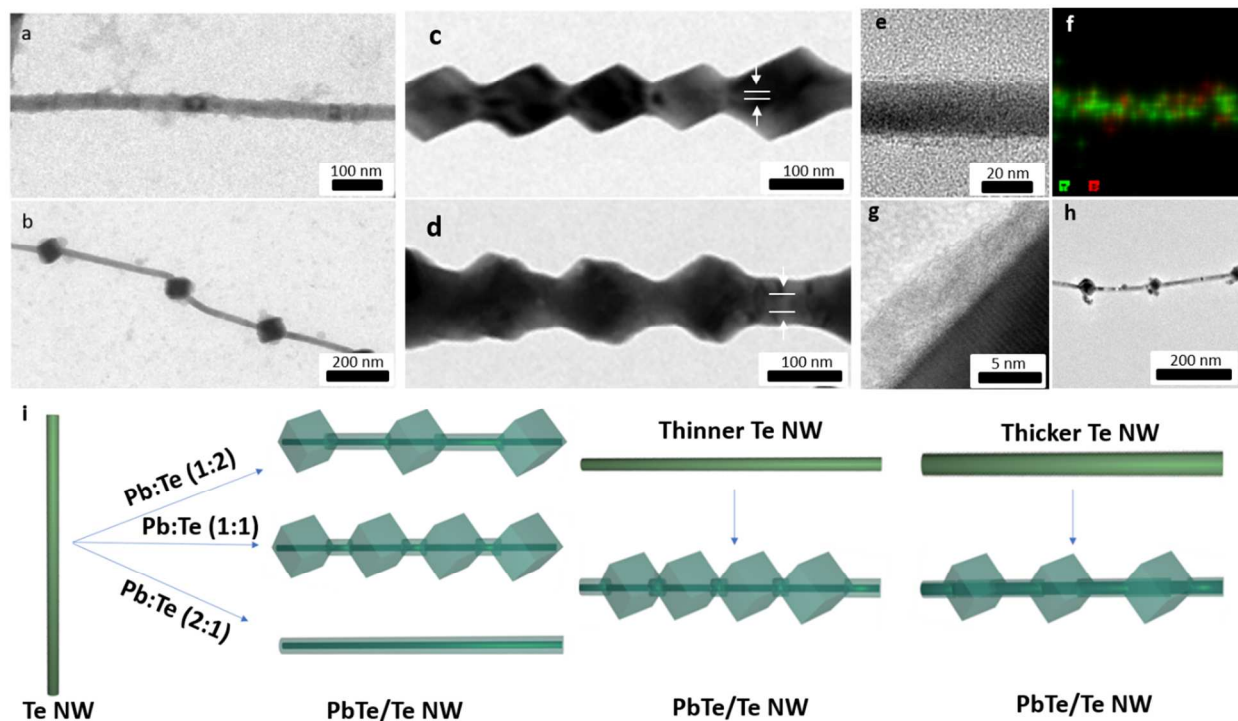 a
100 nm
b
200 nm
c
100 nm
d
100 nm
e
20 nm
f
g
5 nm
h
200 nm
i
Pb:Te (1:2)
Pb:Te (1:1)
Pb:Te (2:1)
Te NW
PbTe/Te NW
Thinner Te NW
PbTe/Te NW
Thicker Te NW
PbTe/Te NW